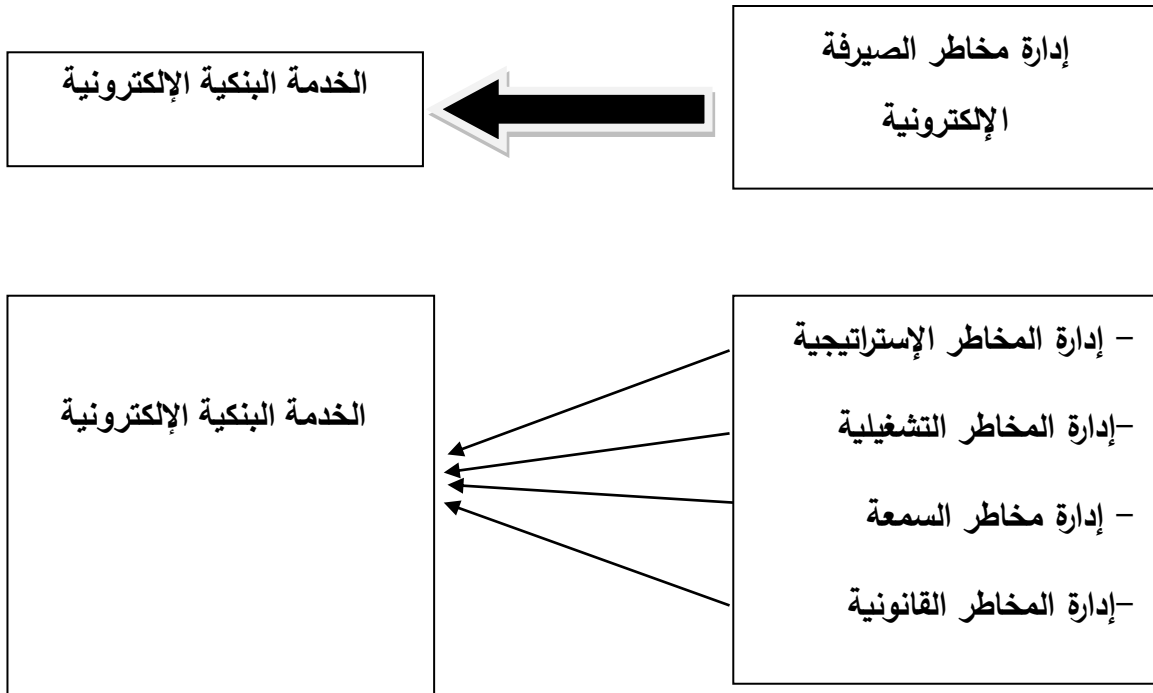 إدارة مخاطر الصيرفة
الإلكترونية
الخدمة البنكية الإلكترونية
– إدارة المخاطر الإستراتيجية
–إدارة المخاطر التشغيلية
– إدارة مخاطر السمعة
–إدارة المخاطر القانونية
الخدمة البنكية الإلكترونية